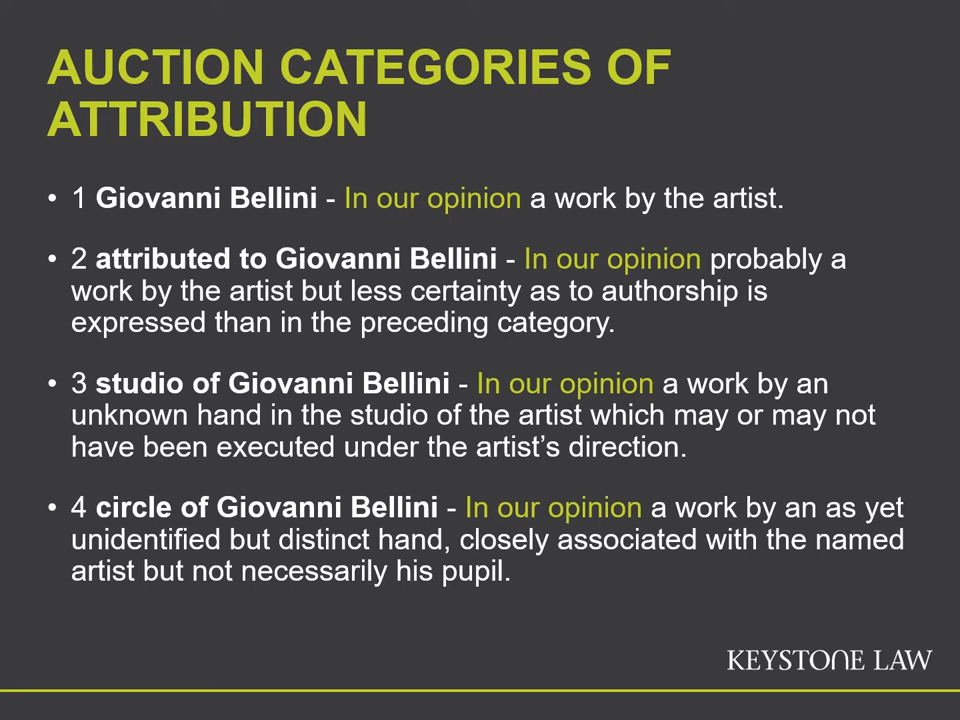 AUCTION CATEGORIES OF
ATTRIBUTION
• 1 Giovanni Bellini - In our opinion a work by the artist.
• 2 attributed to Giovanni Bellini - In our opinion probably a
work by the artist but less certainty as to authorship is
expressed than in the preceding category.
• 3 studio of Giovanni Bellini - In our opinion a work by an
unknown hand in the studio of the artist which may or may not
have been executed under the artist’s direction.
• 4 circle of Giovanni Bellini - In our opinion a work by an as yet
unidentified but distinct hand, closely associated with the named
artist but not necessarily his pupil.
KEYSTONE LAW